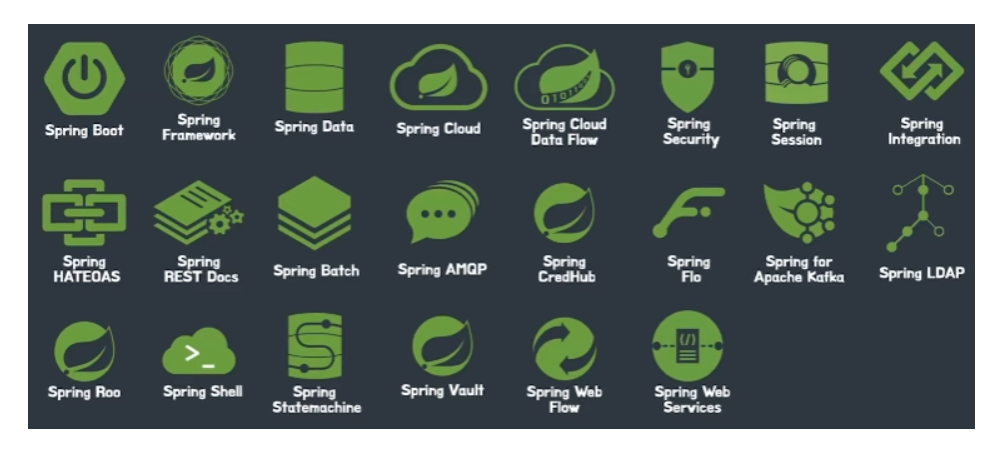 Spring Boot
Spring
Framework
Spring Data
Spring Cloud
0107
Spring Cloud
Data Flow
Spring
Security
Spring
Session
Spring
Integration
Spring
HATEOAS
Spring
REST Docs
Spring Batch
Spring AMQP
Spring
CredHub
Spring
Flo
Spring for
Apache Kafka
Spring LDAP
Spring Roo
>_
Spring Shell
Spring
Statemachine
Spring Vault
Spring Web
Flow
</>
Spring Web
Services